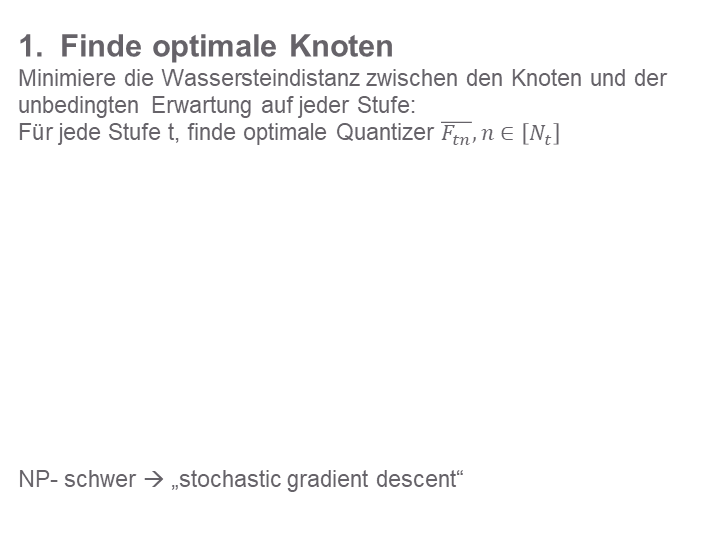 1. Finde optimale Knoten
Minimiere die Wassersteindistanz zwischen den Knoten und der
unbedingten Erwartung auf jeder Stufe:
Für jede Stufe t, finde optimale Quantizer $\overline{F_{tn}}, n \in [N_t]$
NP- schwer → „stochastic gradient descent“